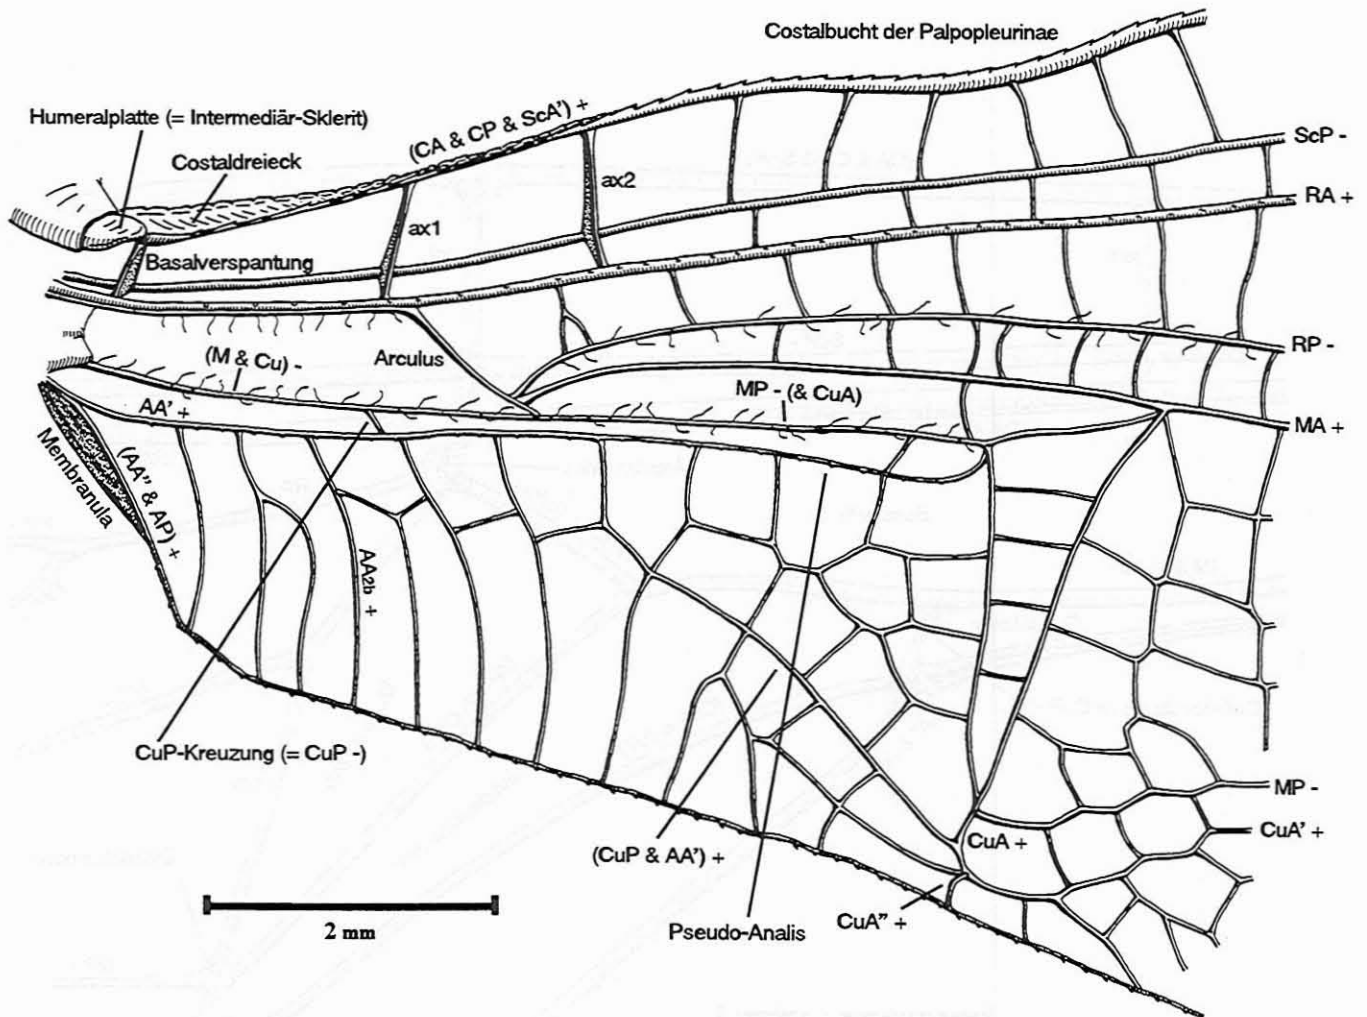 Costalbucht der Palpopleurinae
Humeralplatte (= Intermediär-Sklerit)
Costaldreieck
(CA & CP & ScA') +
ScP -
ax2
RA +
ax1
Basalverspantung
(M & Cu) -
Arculus
RP -
MP - (& CuA)
AA' +
MA +
Membranula
(AA'' & AP) +
AA2b +
CuP-Kreuzung (= CuP -)
MP -
CuA' +
CuA +
(CuP & AA') +
CuA'' +
Pseudo-Analis
2 mm